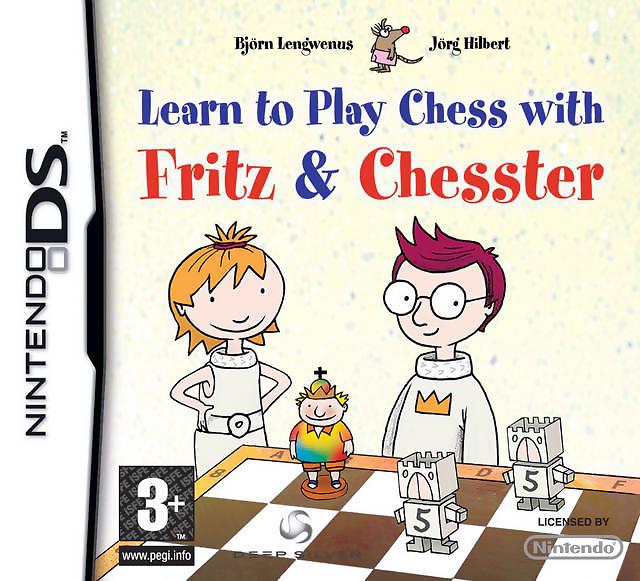 NINTENDO DS™
Björn Lengwenus
Jörg Hilbert
Learn to Play Chess with
Fritz & Chesster
B
A
D
F
5
5
3+
™
www.pegi.info
DEEP SILVER
LICENSED BY
Nintendo